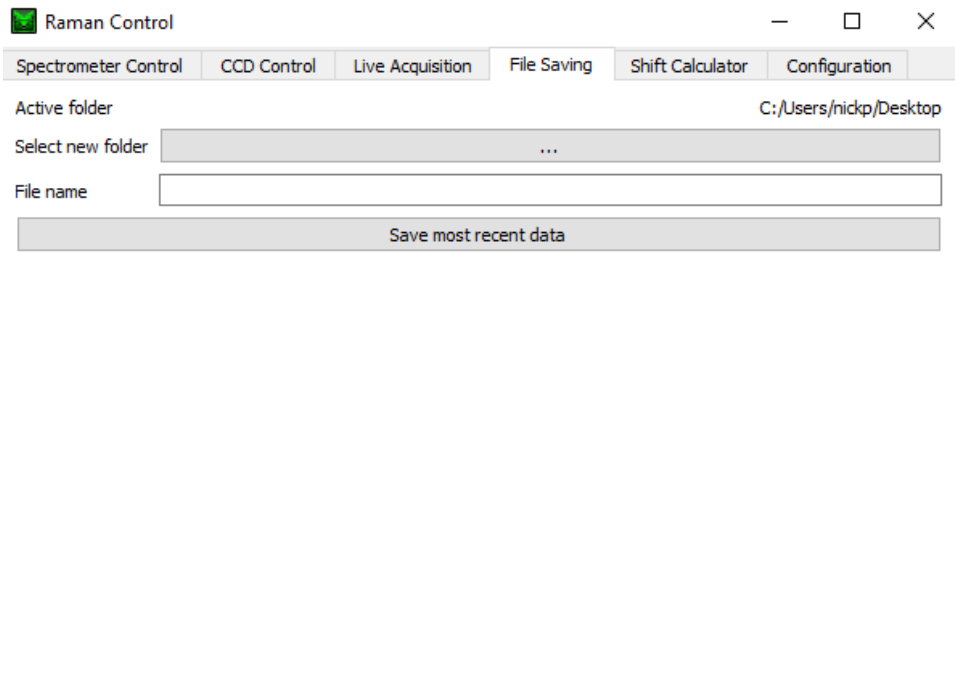 Raman Control
Spectrometer Control CCD Control Live Acquisition File Saving Shift Calculator Configuration
Active folder C:/Users/nickp/Desktop
Select new folder ...
File name
Save most recent data